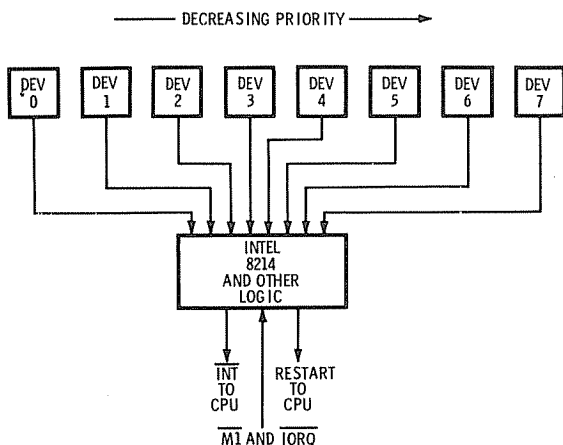 DECREASING PRIORITY
DEV 0
DEV 1
DEV 2
DEV 3
DEV 4
DEV 5
DEV 6
DEV 7
INTEL
8214
AND OTHER
LOGIC
INT
TO
CPU
RESTART
TO
CPU
M1 AND IORQ